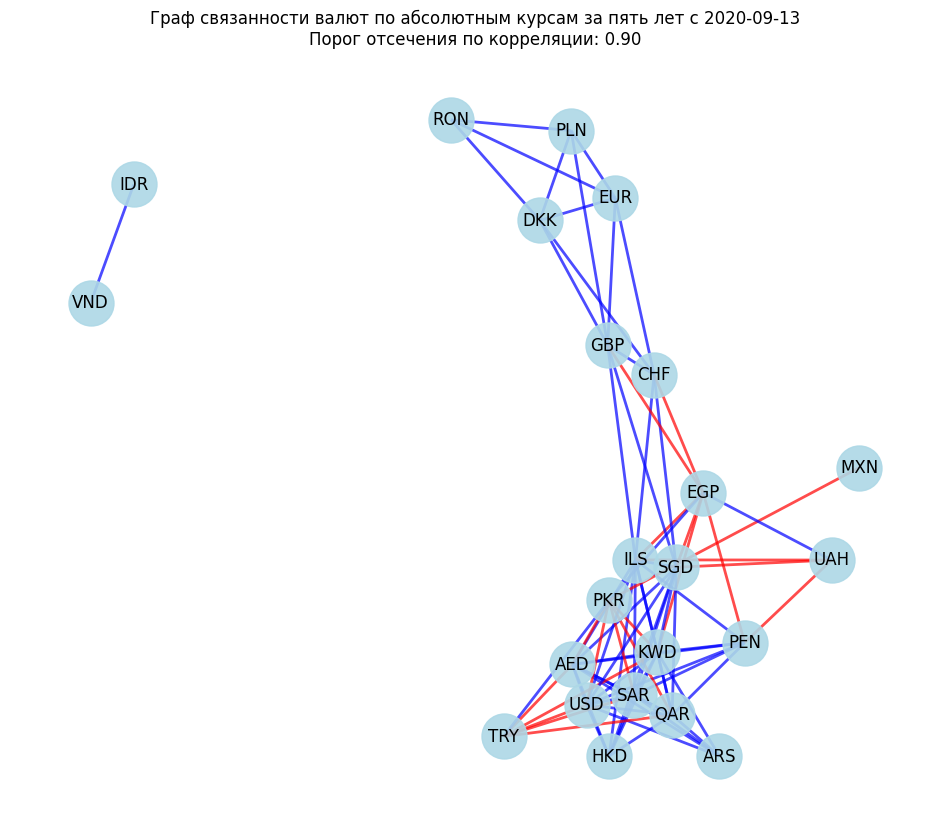 Граф связанности валют по абсолютным курсам за пять лет с 2020-09-13
Порог отсечения по корреляции: 0.90
RON
PLN
IDR
EUR
DKK
VND
GBP
CHF
MXN
EGP
ILS
SGD
UAH
PKR
PEN
KWD
AED
SAR
USD
QAR
TRY
HKD
ARS